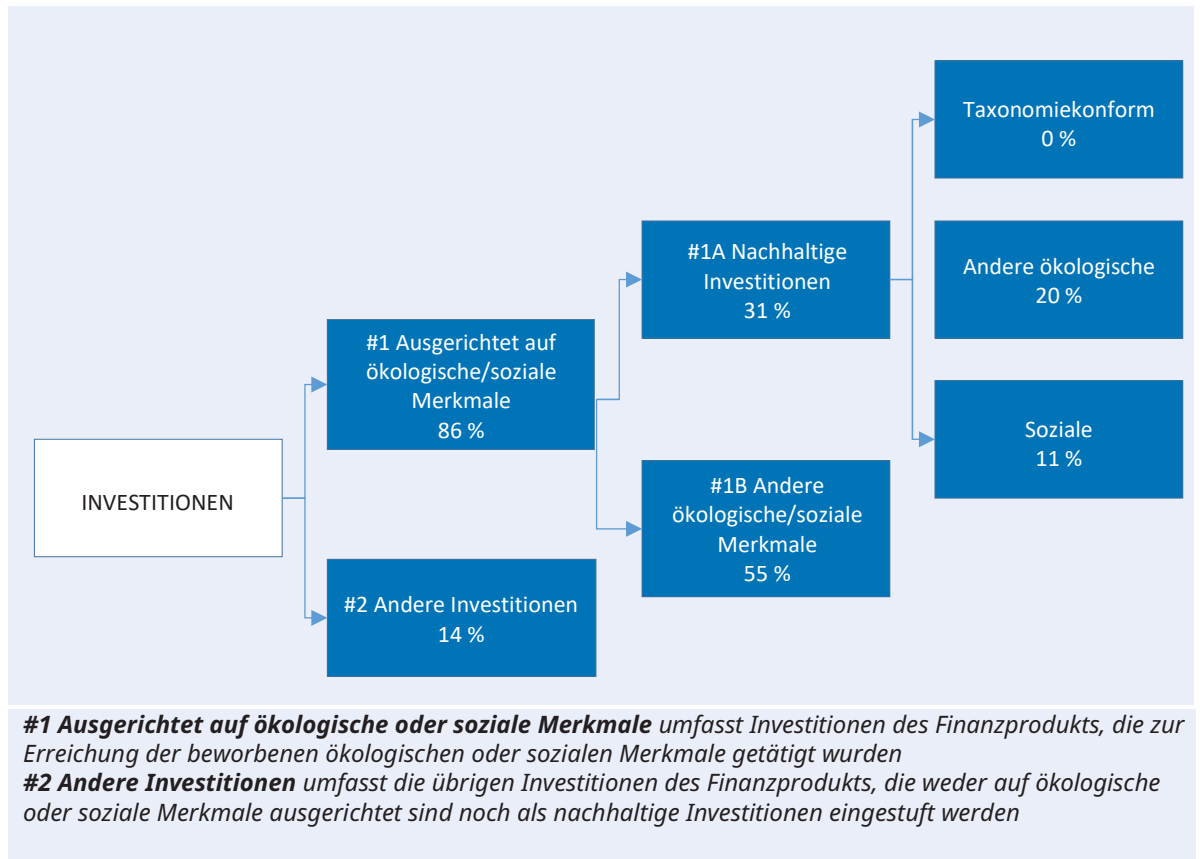 Taxonomiekonform
0 %
#1A Nachhaltige
Investitionen
31 %
Andere ökologische
20 %
#1 Ausgerichtet auf
ökologische/soziale
Merkmale
86 %
Soziale
11 %
INVESTITIONEN
#1B Andere
ökologische/soziale
Merkmale
55 %
#2 Andere Investitionen
14 %
#1 Ausgerichtet auf ökologische oder soziale Merkmale umfasst Investitionen des Finanzprodukts, die zur
Erreichung der beworbenen ökologischen oder sozialen Merkmale getätigt wurden
#2 Andere Investitionen umfasst die übrigen Investitionen des Finanzprodukts, die weder auf ökologische
oder soziale Merkmale ausgerichtet sind noch als nachhaltige Investitionen eingestuft werden